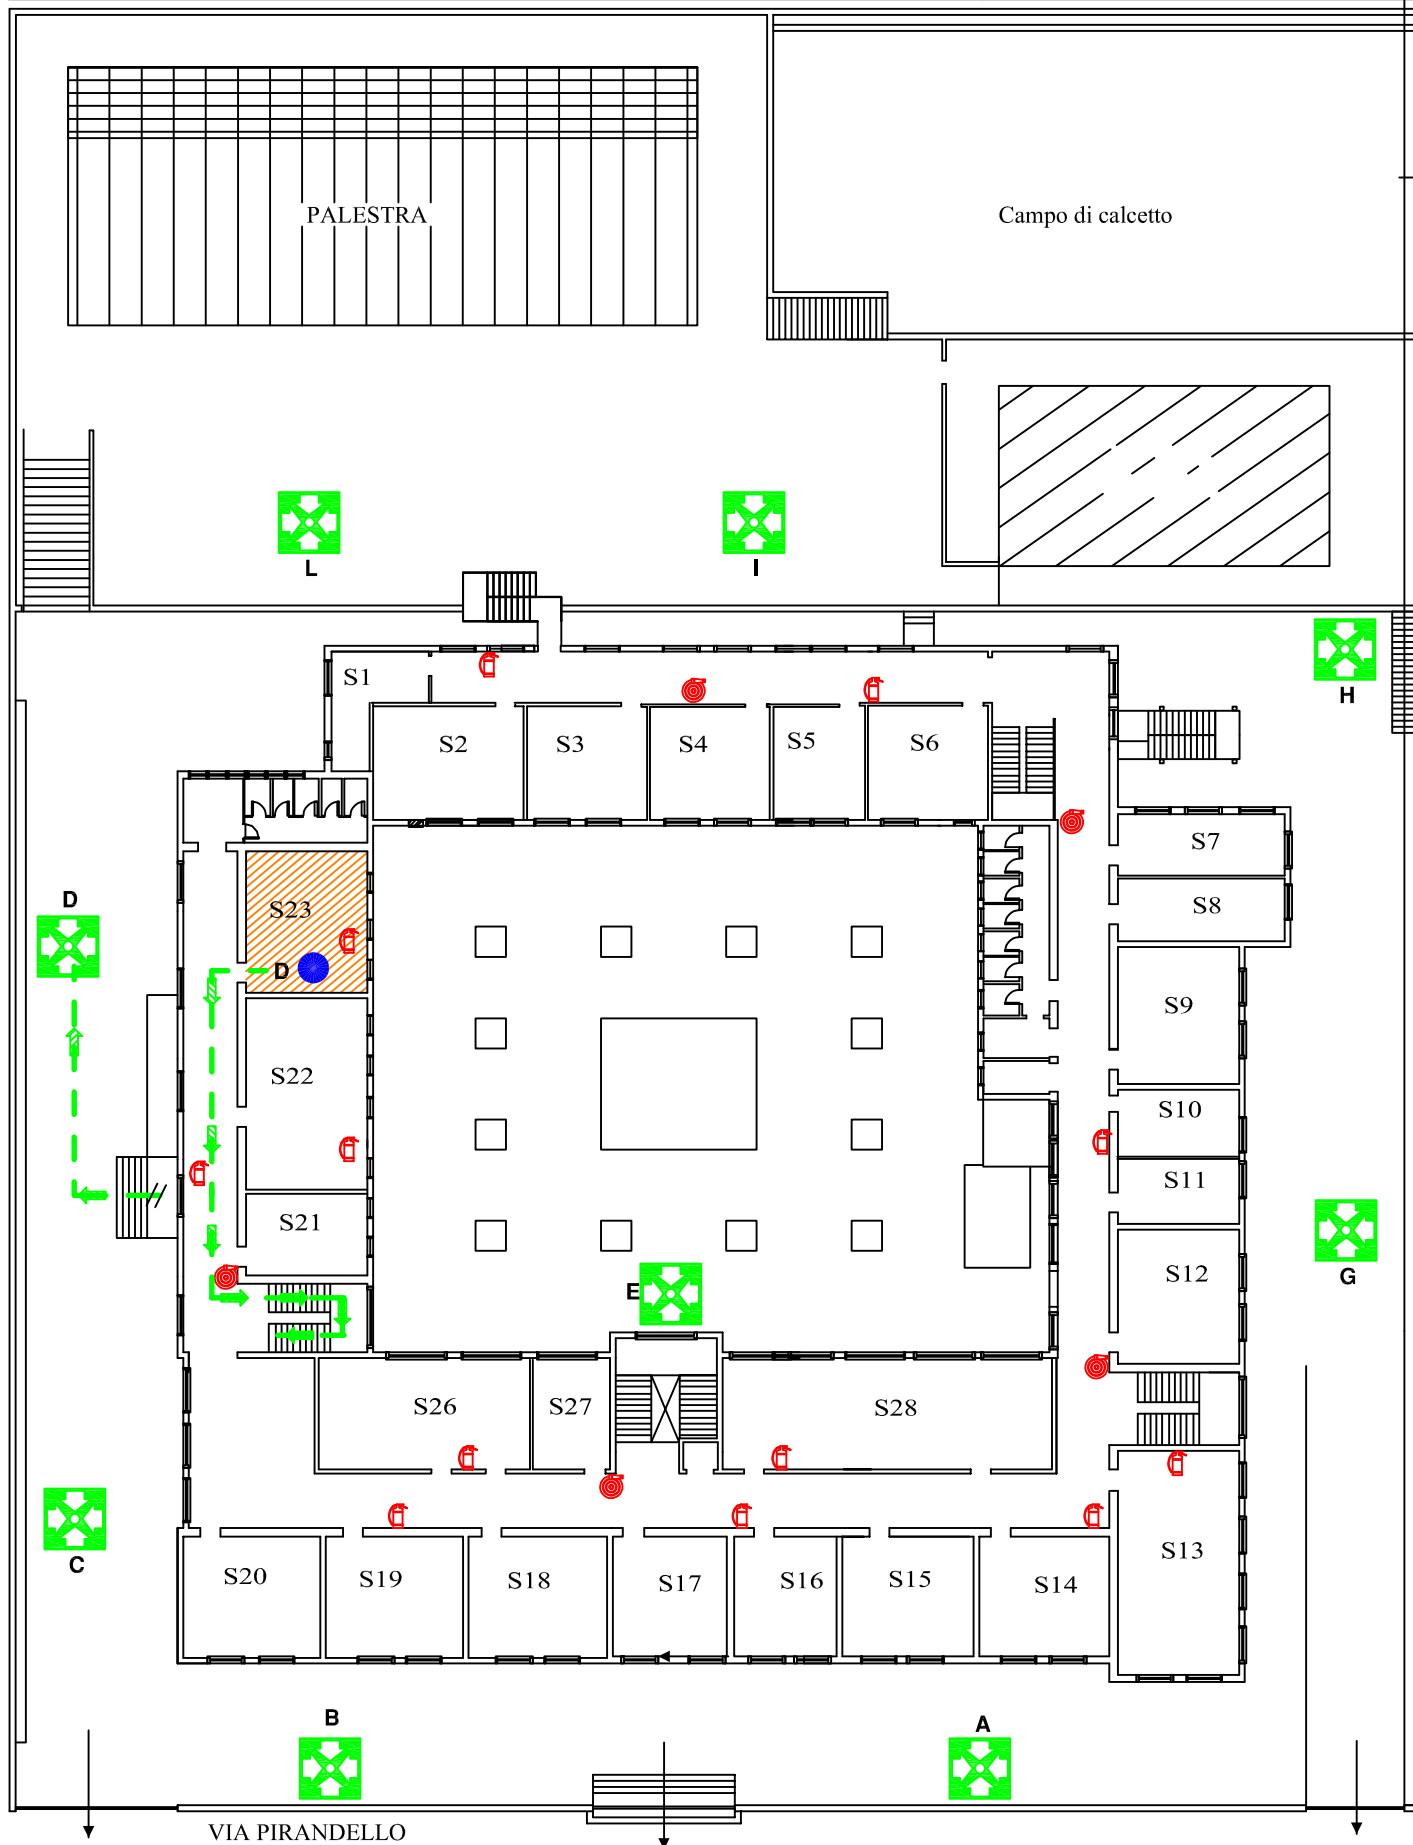 PALESTRA
Campo di calcetto
L
I
H
S1
S2
S3
S4
S5
S6
S7
S8
D
S23
D
S9
S22
S10
S11
S21
S12
G
E
S26
S27
S28
C
S20
S19
S18
S17
S16
S15
S14
S13
B
A
VIA PIRANDELLO